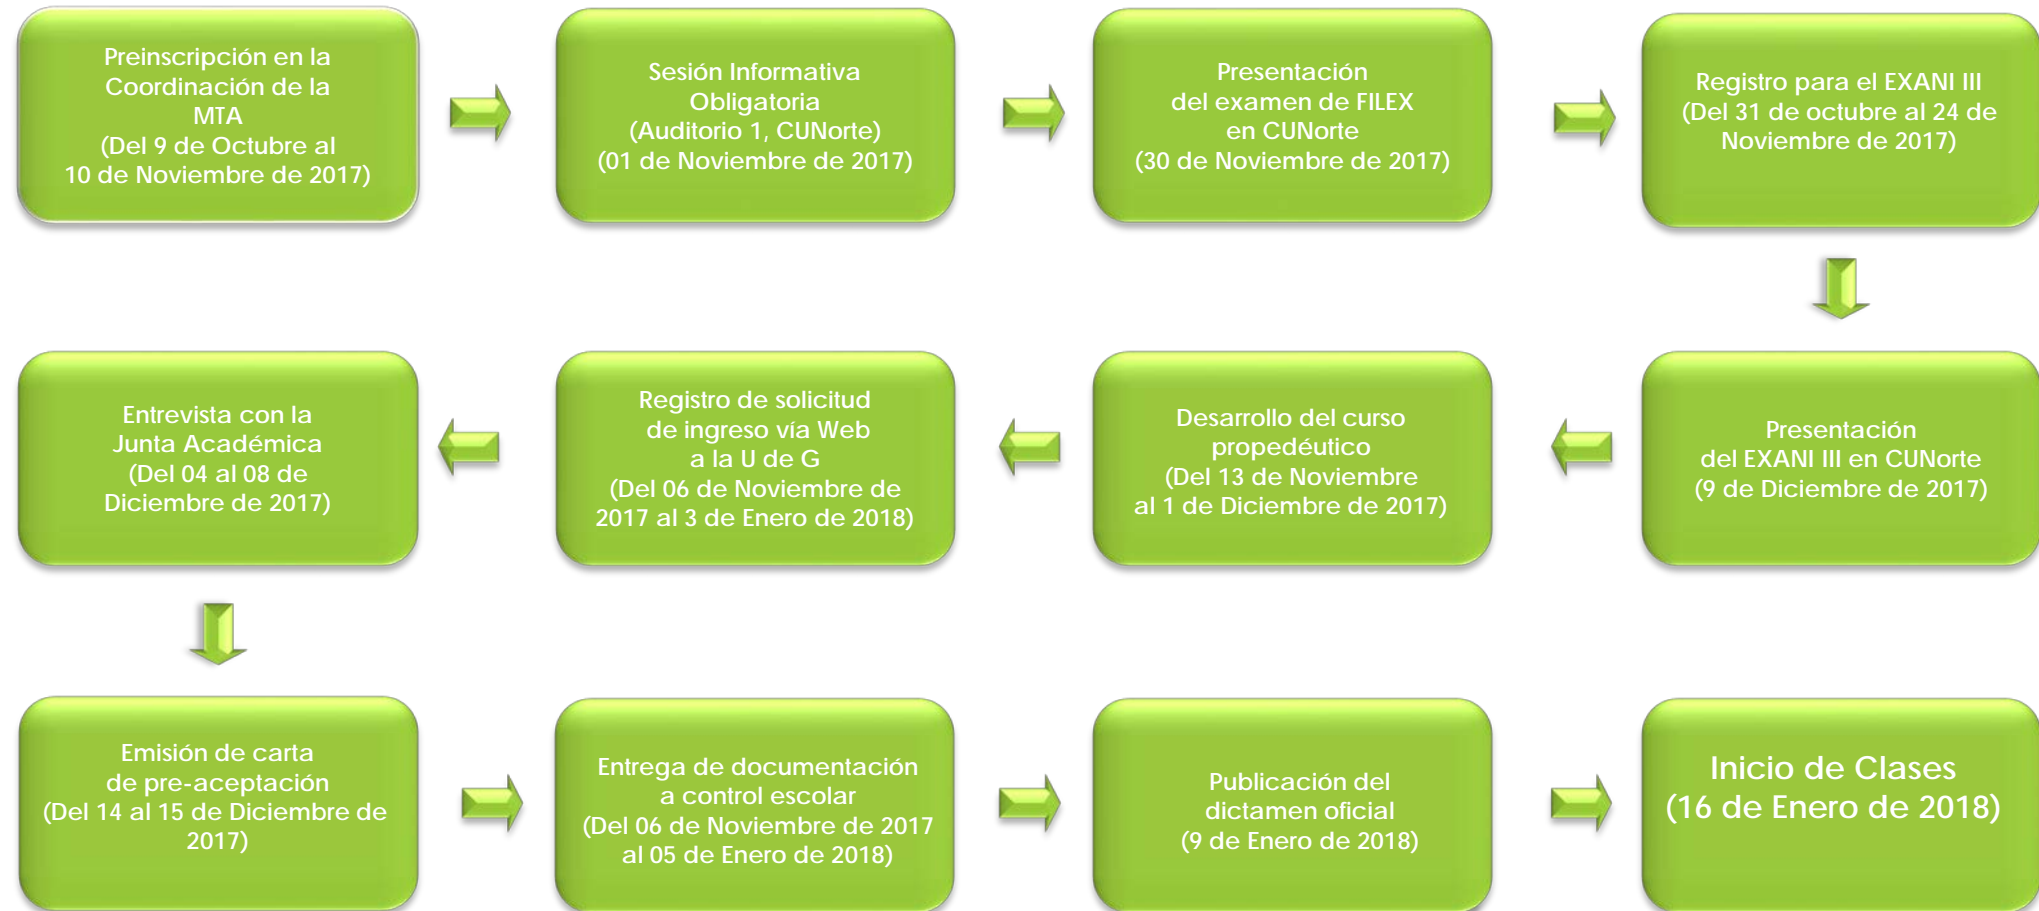 Preinscripción en la
Coordinación de la
MTA
(Del 9 de Octubre al
10 de Noviembre de 2017)
Sesión Informativa
Obligatoria
(Auditorio 1, CUNorte)
(01 de Noviembre de 2017)
Presentación
del examen de FILEX
en CUNorte
(30 de Noviembre de 2017)
Registro para el EXANI III
(Del 31 de octubre al 24 de
Noviembre de 2017)
Presentación
del EXANI III en CUNorte
(9 de Diciembre de 2017)
Desarrollo del curso
propedéutico
(Del 13 de Noviembre
al 1 de Diciembre de 2017)
Registro de solicitud
de ingreso vía Web
a la U de G
(Del 06 de Noviembre de
2017 al 3 de Enero de 2018)
Entrevista con la
Junta Académica
(Del 04 al 08 de
Diciembre de 2017)
Emisión de carta
de pre-aceptación
(Del 14 al 15 de Diciembre de
2017)
Entrega de documentación
a control escolar
(Del 06 de Noviembre de 2017
al 05 de Enero de 2018)
Publicación del
dictamen oficial
(9 de Enero de 2018)
Inicio de Clases
(16 de Enero de 2018)